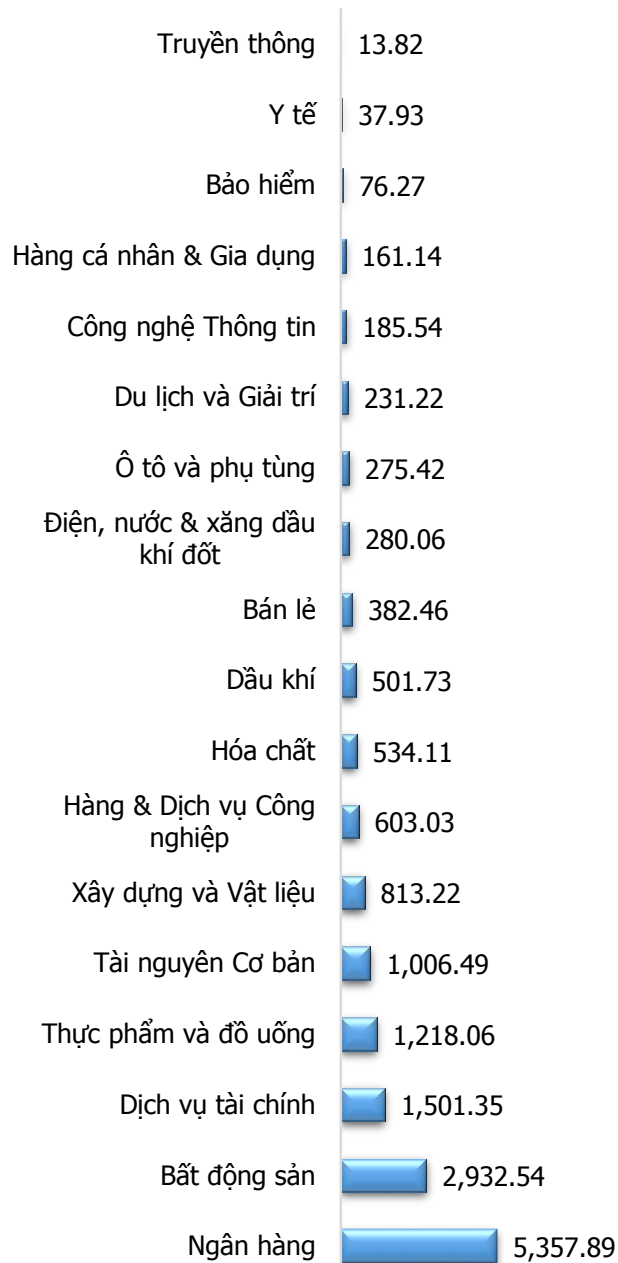 Truyền thông 13.82
Y tế 37.93
Bảo hiểm 76.27
Hàng cá nhân & Gia dụng 161.14
Công nghệ Thông tin 185.54
Du lịch và Giải trí 231.22
Ô tô và phụ tùng 275.42
Điện, nước & xăng dầu
khí đốt 280.06
Bán lẻ 382.46
Dầu khí 501.73
Hóa chất 534.11
Hàng & Dịch vụ Công
nghiệp 603.03
Xây dựng và Vật liệu 813.22
Tài nguyên Cơ bản 1,006.49
Thực phẩm và đồ uống 1,218.06
Dịch vụ tài chính 1,501.35
Bất động sản 2,932.54
Ngân hàng 5,357.89